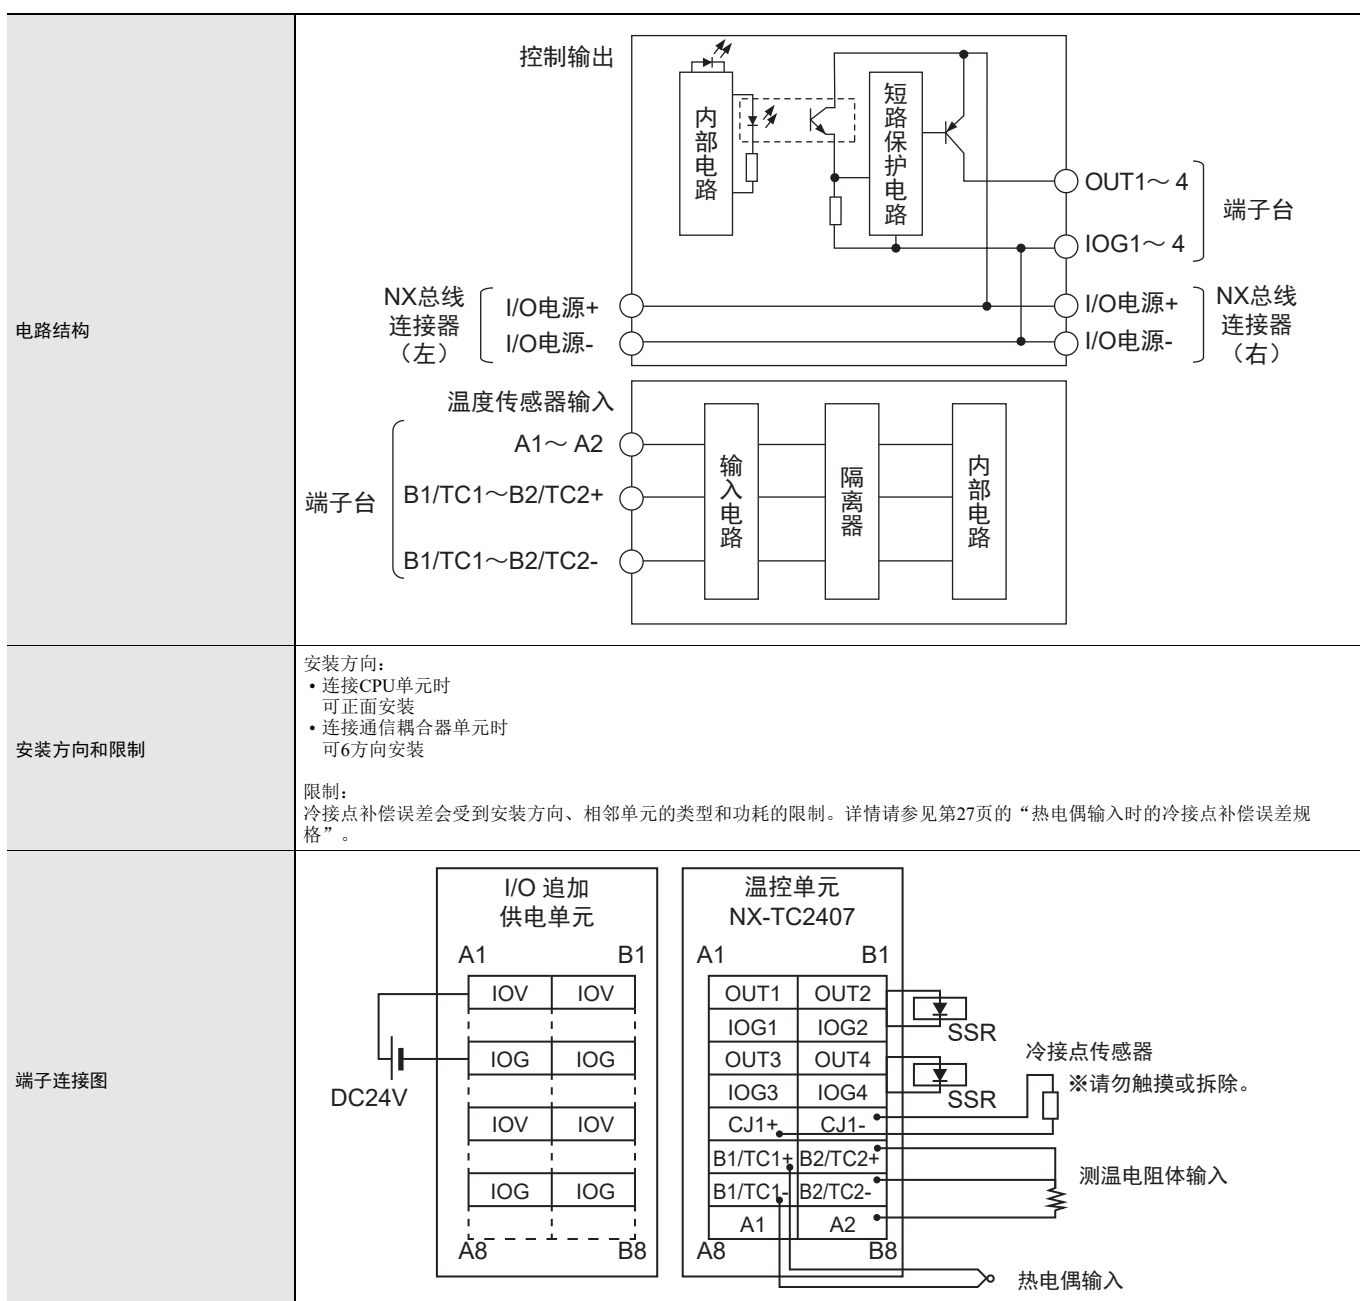 电路结构
控制输出
内部电路
短路保护电路
OUT1～ 4
端子台
IOG1～ 4
NX总线
连接器
（左）
I/O电源+
I/O电源-
I/O电源+
I/O电源-
NX总线
连接器
（右）
温度传感器输入
A1～ A2
端子台
B1/TC1～B2/TC2+
B1/TC1～B2/TC2-
输入电路
隔离器
内部电路
安装方向和限制
安装方向：
• 连接CPU单元时
可正面安装
• 连接通信耦合器单元时
可6方向安装
限制：
冷接点补偿误差会受到安装方向、相邻单元的类型和功耗的限制。详情请参见第27页的“热电偶输入时的冷接点补偿误差规
格”。
端子连接图
I/O 追加
供电单元
A1 B1
IOV IOV
IOG IOG
IOV IOV
IOG IOG
A8 B8
DC24V
温控单元
NX-TC2407
A1 B1
OUT1 OUT2
IOG1 IOG2
OUT3 OUT4
IOG3 IOG4
CJ1+ CJ1-
B1/TC1+ B2/TC2+
B1/TC1- B2/TC2-
A1 A2
A8 B8
SSR
SSR
冷接点传感器
※请勿触摸或拆除。
测温电阻体输入
热电偶输入